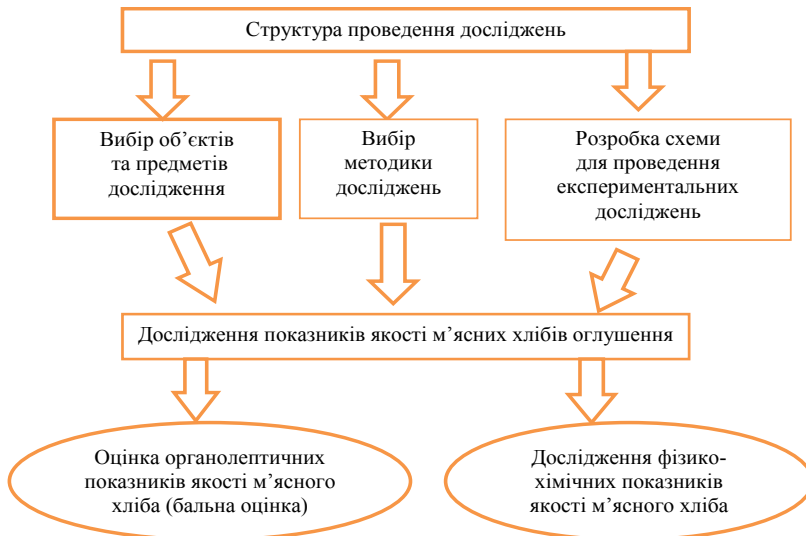 Структура проведення досліджень
Вибір об’єктів
та предметів
дослідження
Вибір
методики
досліджень
Розробка схеми
для проведення
експериментальних
досліджень
Дослідження показників якості м’ясних хлібів оглушення
Оцінка органолептичних
показників якості м’ясного
хліба (бальна оцінка)
Дослідження фізико-
хімічних показників
якості м’ясного хліба